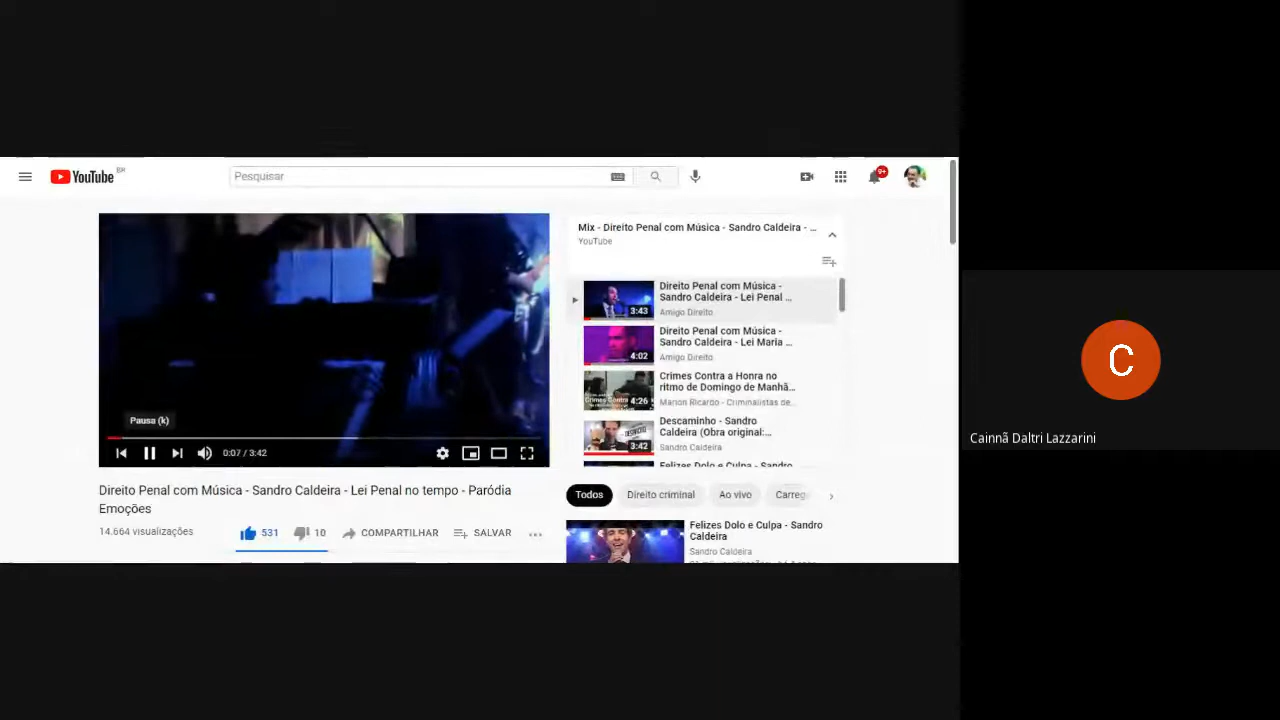 YouTube BR
Pesquisar
9+
Pausa (k)
0:07 / 3:42
Direito Penal com Música - Sandro Caldeira - Lei Penal no tempo - Paródia
Emoções
14.664 visualizações
531
10
COMPARTILHAR
SALVAR
Mix - Direito Penal com Música - Sandro Caldeira - ...
YouTube
3:43
Direito Penal com Música -
Sandro Caldeira - Lei Penal ...
Amigo Direito
4:02
Direito Penal com Música -
Sandro Caldeira - Lei Maria ...
Amigo Direito
4:26
Crimes Contra a Honra no
ritmo de Domingo de Manhã...
Marlon Ricardo - Criminalistas de...
3:42
Descaminho - Sandro
Caldeira (Obra original:...
Sandro Caldeira
Felizes Dolo e Culpa - Sandro
Todos
Direito criminal
Ao vivo
Carreg
Felizes Dolo e Culpa - Sandro
Caldeira
Sandro Caldeira
C
Cainnã Daltri Lazzarini